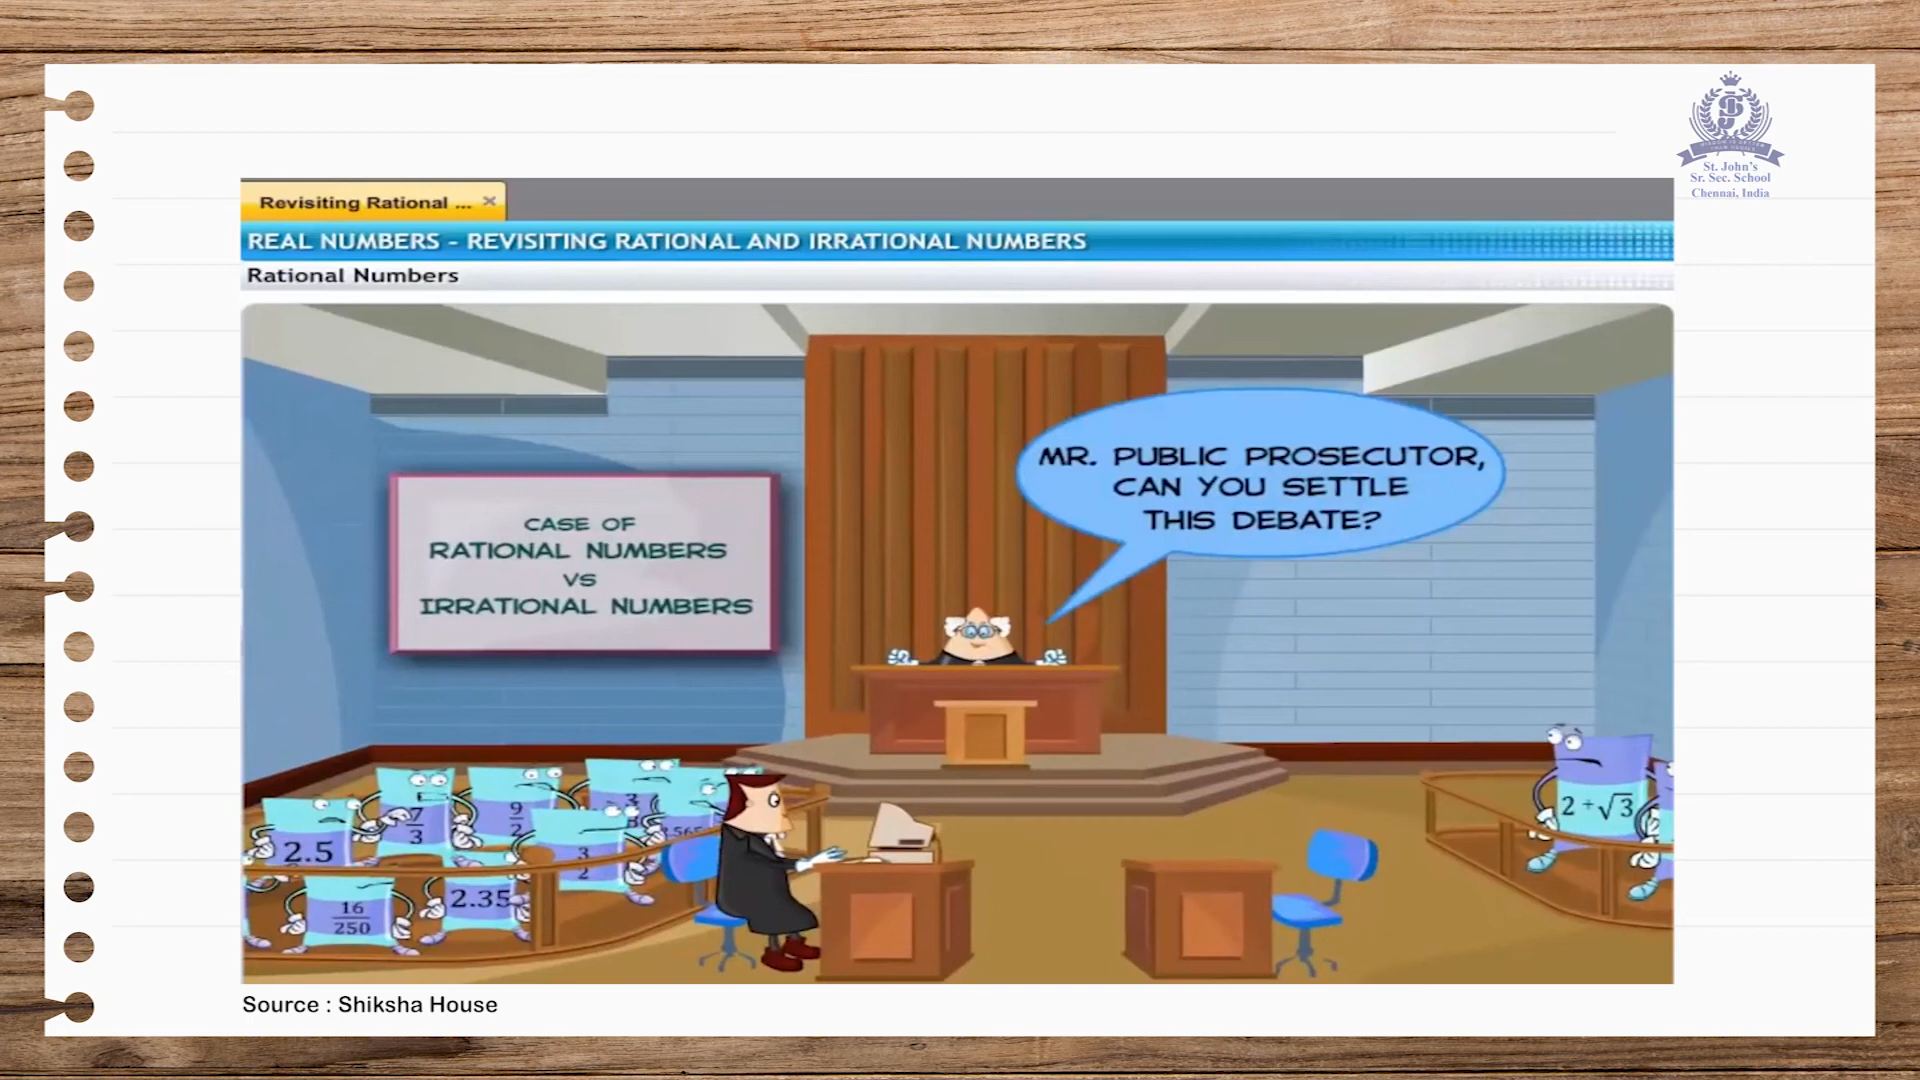 St. John's
Sr. Sec. School
Chennai, India
Revisiting Rational ...
REAL NUMBERS - REVISITING RATIONAL AND IRRATIONAL NUMBERS
Rational Numbers
MR. PUBLIC PROSECUTOR,
CAN YOU SETTLE
THIS DEBATE?
CASE OF
RATIONAL NUMBERS
VS
IRRATIONAL NUMBERS
7
3
9
2
2.5
3
2
16
250
2.35
2+√3
Source : Shiksha House